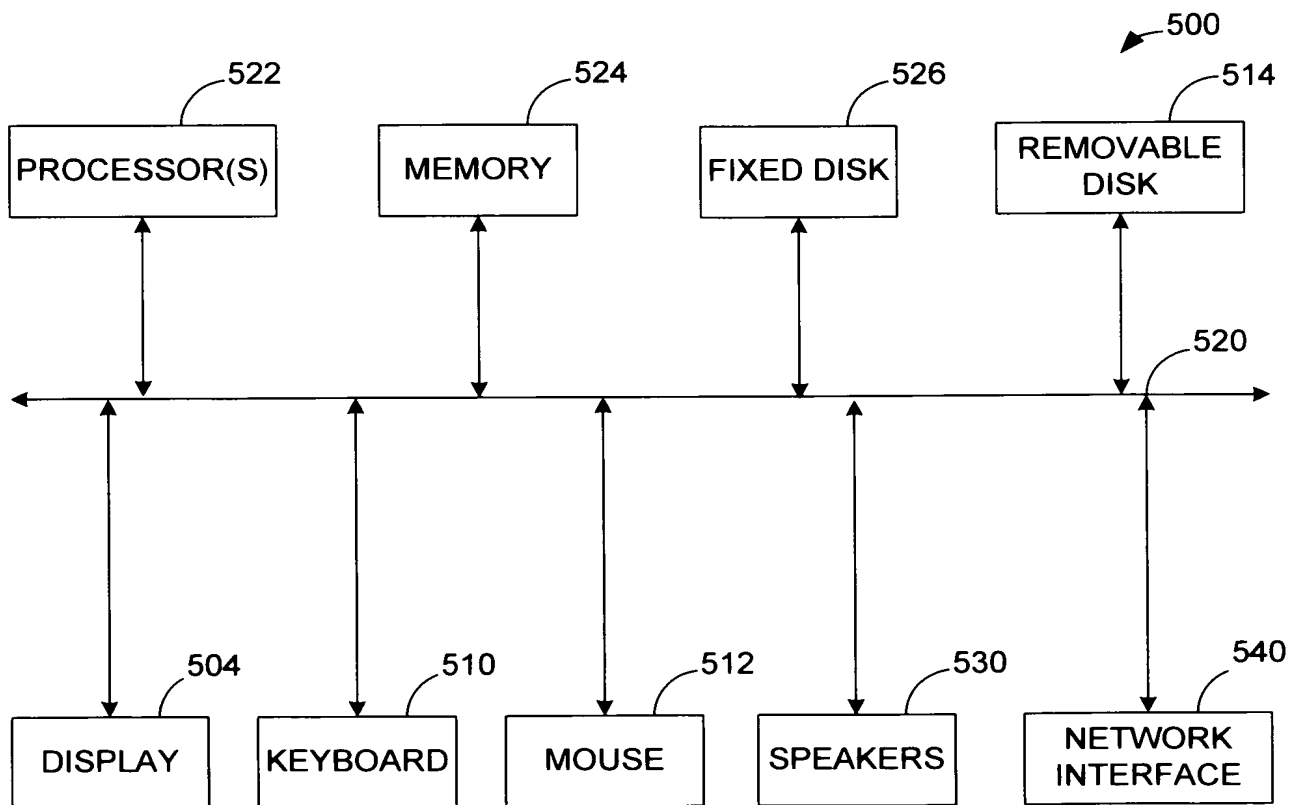 500
522
524
526
514
PROCESSOR(S)
MEMORY
FIXED DISK
REMOVABLE
DISK
520
504
510
512
530
540
DISPLAY
KEYBOARD
MOUSE
SPEAKERS
NETWORK
INTERFACE